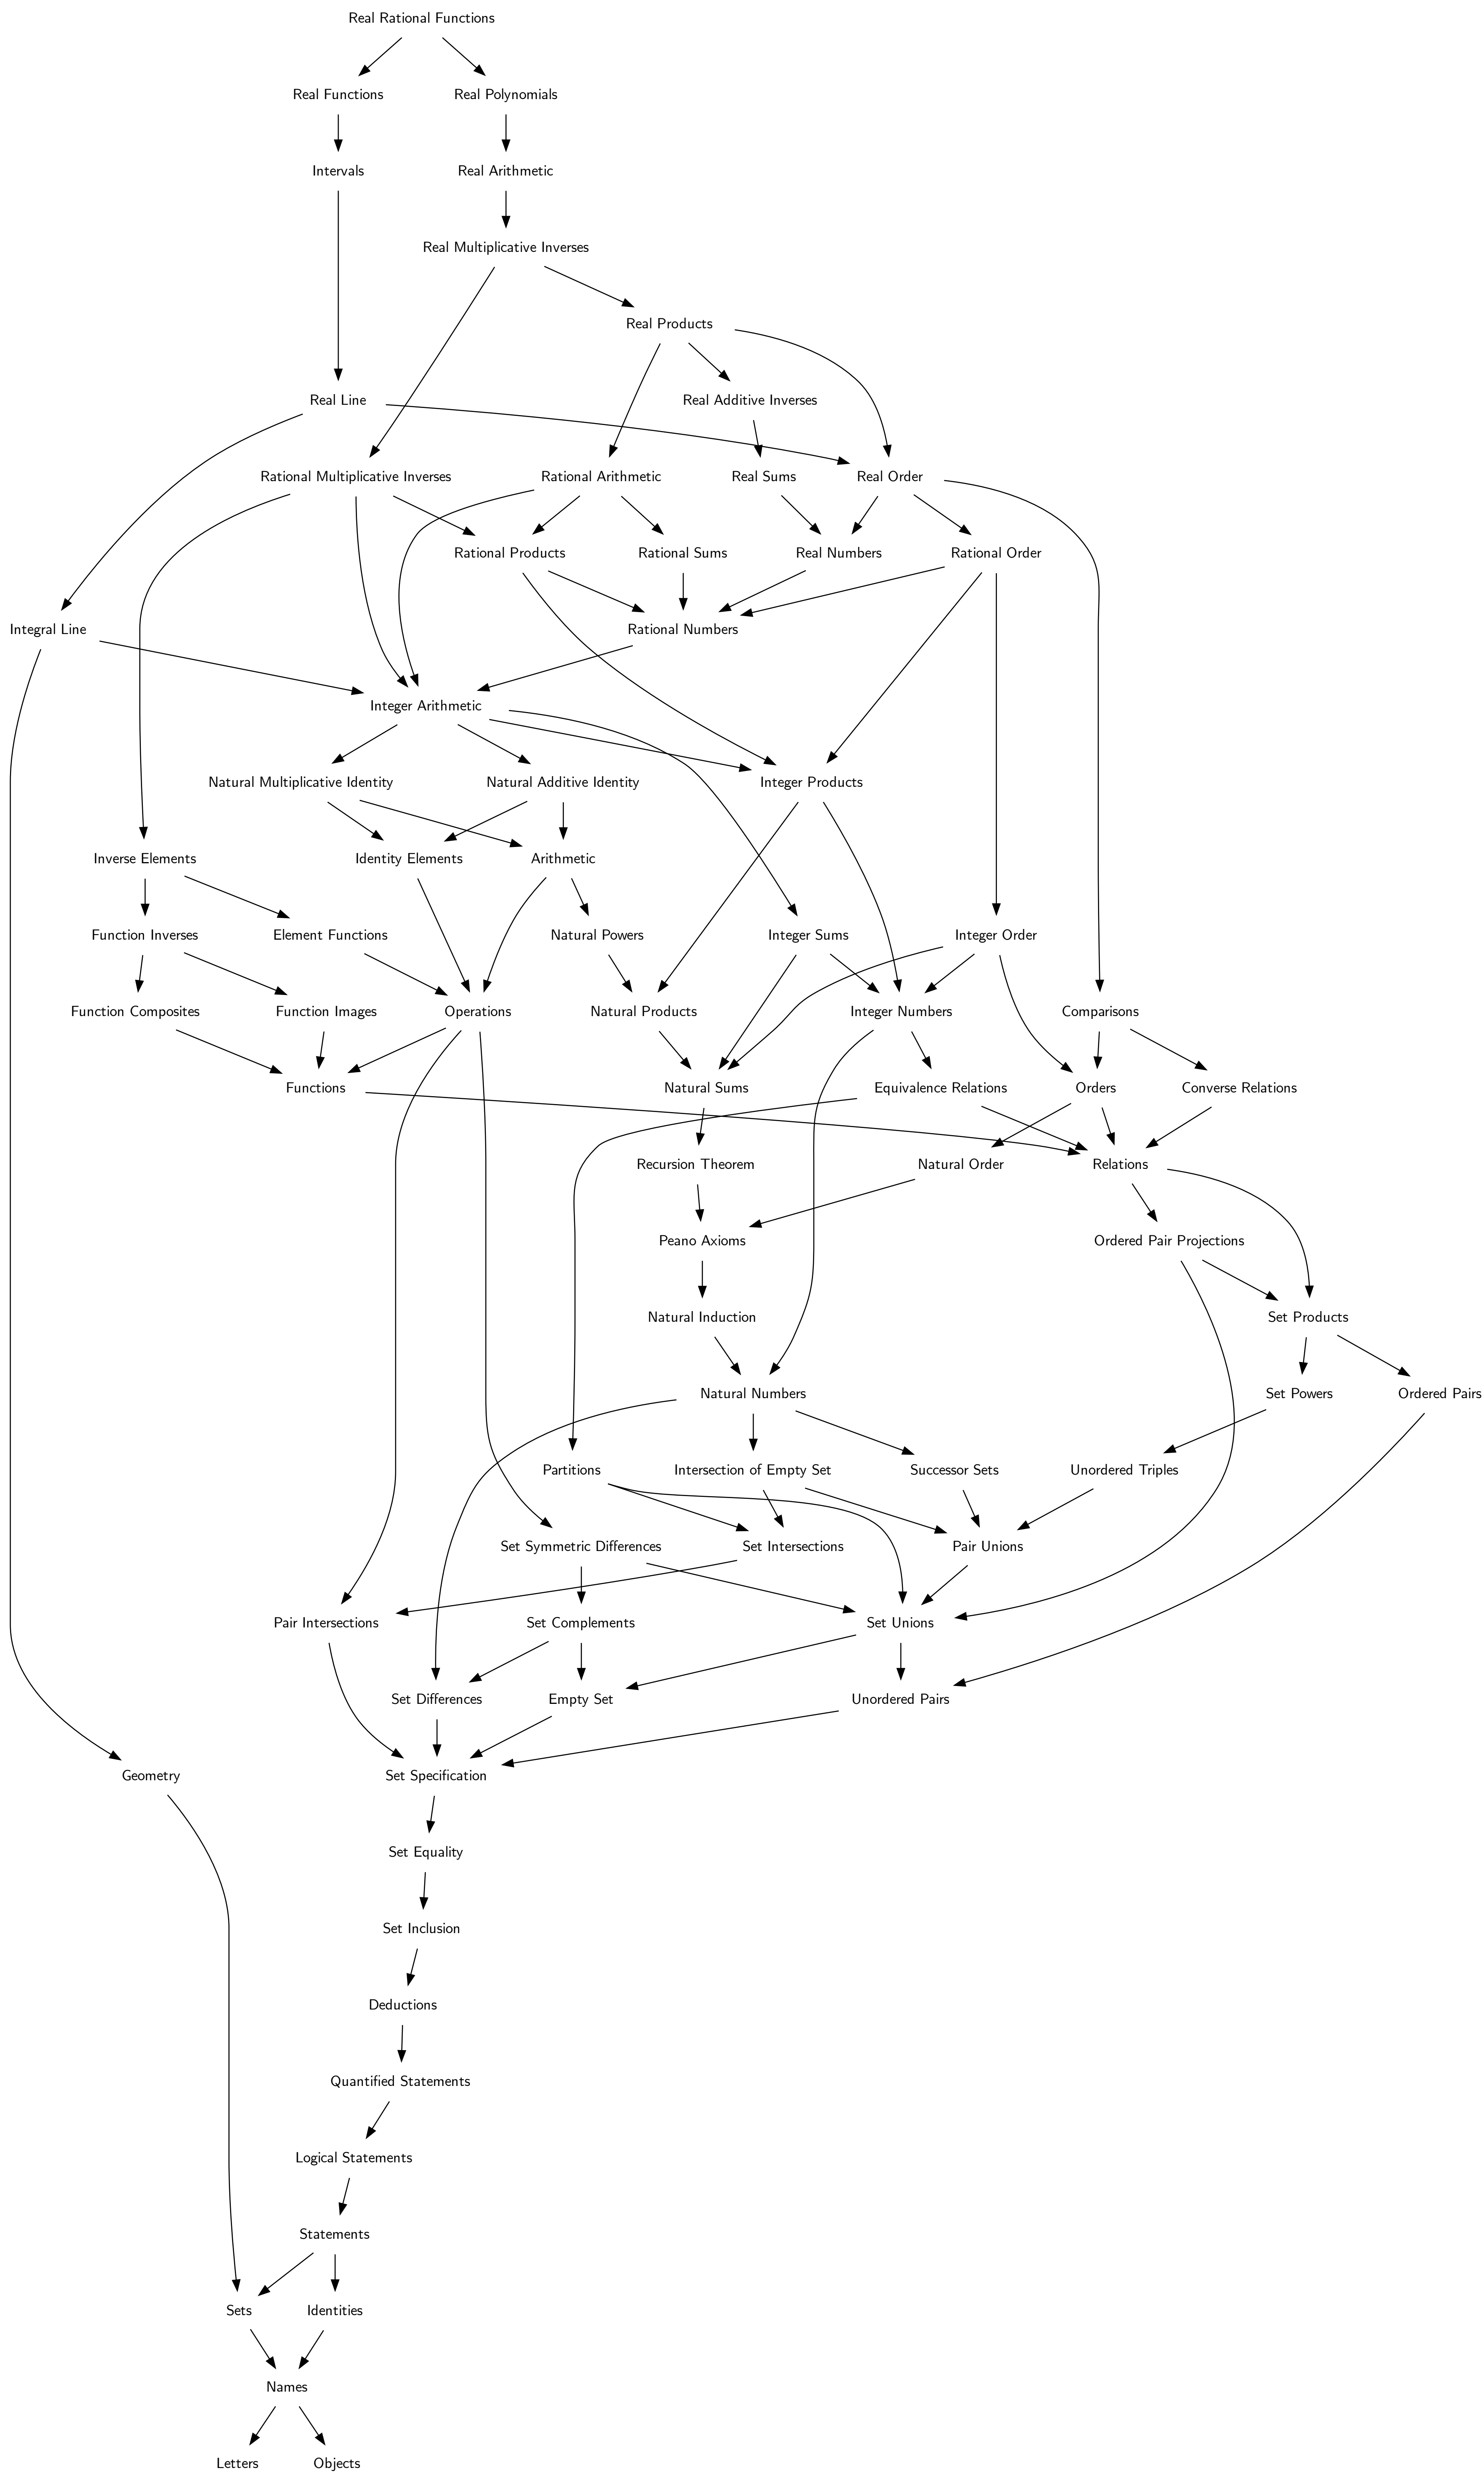 Real Rational Functions
Real Functions
Real Polynomials
Intervals
Real Arithmetic
Real Multiplicative Inverses
Real Products
Real Line
Real Additive Inverses
Rational Multiplicative Inverses
Rational Arithmetic
Real Sums
Real Order
Rational Products
Rational Sums
Real Numbers
Rational Order
Integral Line
Rational Numbers
Integer Arithmetic
Natural Multiplicative Identity
Natural Additive Identity
Integer Products
Inverse Elements
Identity Elements
Arithmetic
Function Inverses
Element Functions
Natural Powers
Integer Sums
Integer Order
Function Composites
Function Images
Operations
Natural Products
Integer Numbers
Comparisons
Functions
Natural Sums
Equivalence Relations
Orders
Converse Relations
Recursion Theorem
Natural Order
Relations
Peano Axioms
Ordered Pair Projections
Natural Induction
Set Products
Natural Numbers
Set Powers
Ordered Pairs
Partitions
Intersection of Empty Set
Successor Sets
Unordered Triples
Set Symmetric Differences
Set Intersections
Pair Unions
Pair Intersections
Set Complements
Set Unions
Set Differences
Empty Set
Unordered Pairs
Geometry
Set Specification
Set Equality
Set Inclusion
Deductions
Quantified Statements
Logical Statements
Statements
Sets
Identities
Names
Letters
Objects